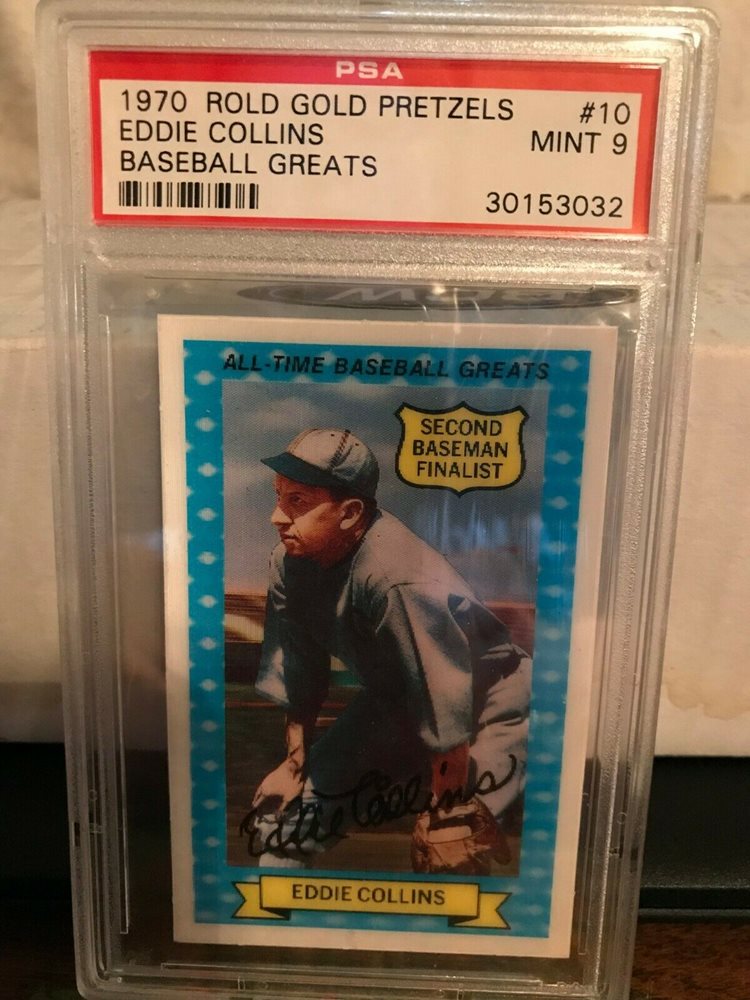 PSA
1970 ROLD GOLD PRETZELS #10
EDDIE COLLINS MINT 9
BASEBALL GREATS
30153032
ALL-TIME BASEBALL GREATS
SECOND
BASEMAN
FINALIST
Eddie Collins
EDDIE COLLINS